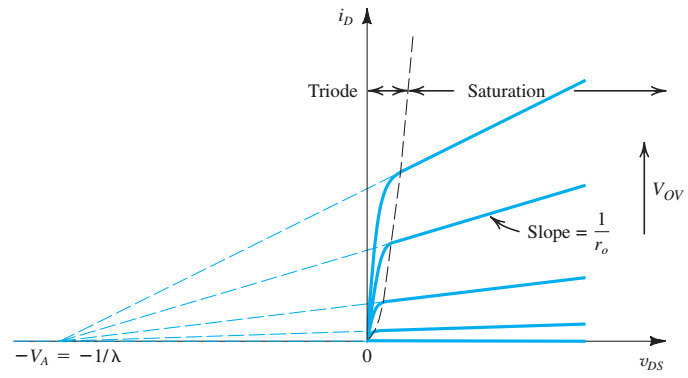 i_D
Triode
Saturation
V_OV
Slope = 1/r_o
−V_A = −1/λ
0
v_DS